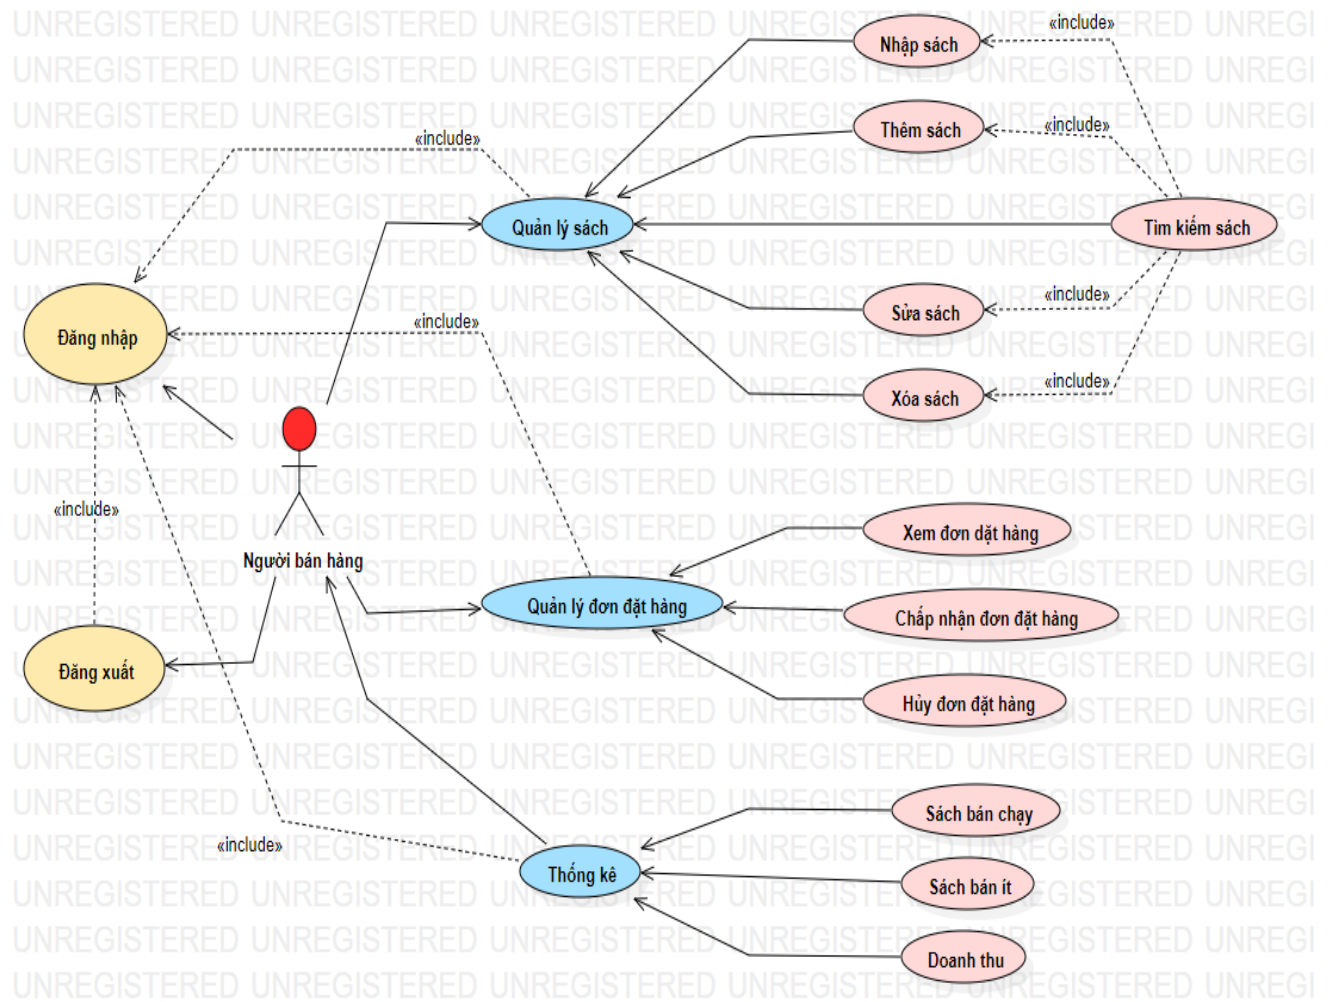 UNREGISTERED UNREGISTERED UNREGISTERED UNREGISTERED UNREGISTERED UNREGI
«include»
Nhập sách
Thêm sách
«include»
«include»
Quản lý sách
Tìm kiếm sách
«include»
Sửa sách
«include»
Đăng nhập
«include»
Xóa sách
«include»
Người bán hàng
Xem đơn dặt hàng
Quản lý đơn đặt hàng
Chấp nhận đơn đặt hàng
Đăng xuất
Hủy đơn đặt hàng
Sách bán chạy
«include»
Thống kê
Sách bán ít
Doanh thu